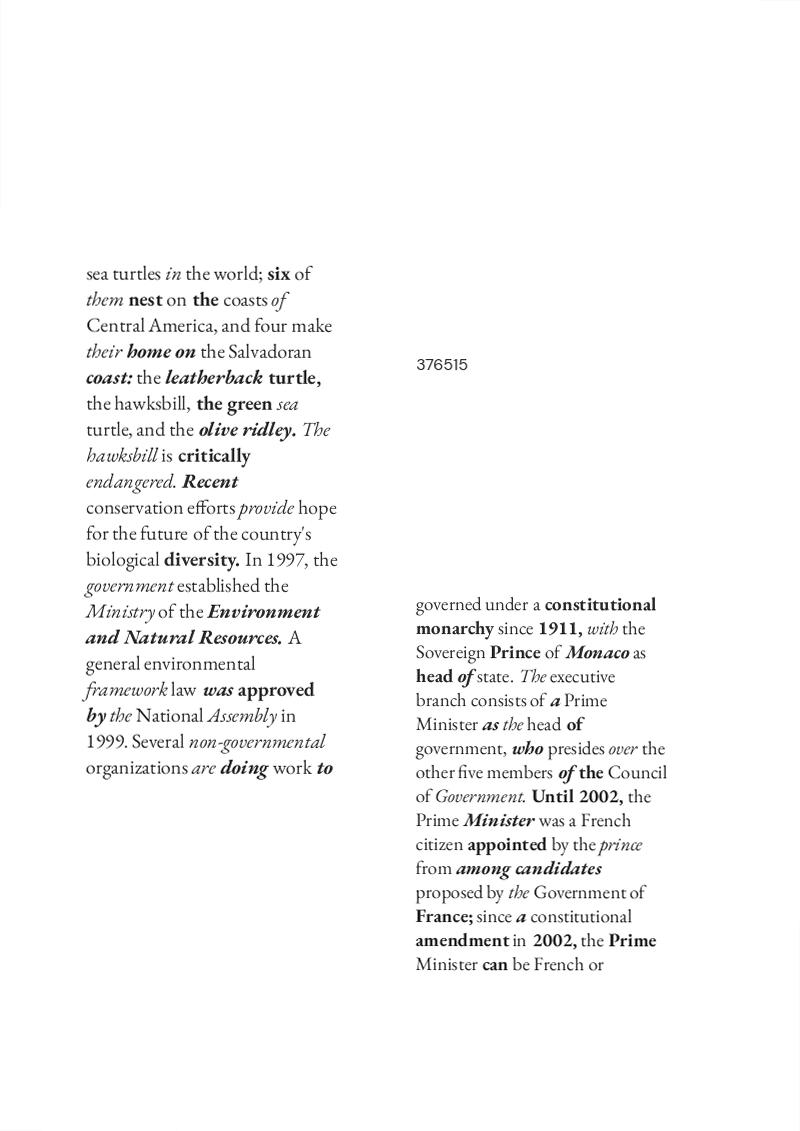 sea turtles in the world; six of
them nest on the coasts of
Central America, and four make
their home on the Salvadoran
coast: the leatherback turtle,
the hawksbill, the green sea
turtle, and the olive ridley. The
hawksbill is critically
endangered. Recent
conservation efforts provide hope
for the future of the country's
biological diversity. In 1997, the
government established the
Ministry of the Environment
and Natural Resources. A
general environmental
framework law was approved
by the National Assembly in
1999. Several non-governmental
organizations are doing work to
376515
governed under a constitutional
monarchy since 1911, with the
Sovereign Prince of Monaco as
head of state. The executive
branch consists of a Prime
Minister as the head of
government, who presides over the
other five members of the Council
of Government. Until 2002, the
Prime Minister was a French
citizen appointed by the prince
from among candidates
proposed by the Government of
France; since a constitutional
amendment in 2002, the Prime
Minister can be French or